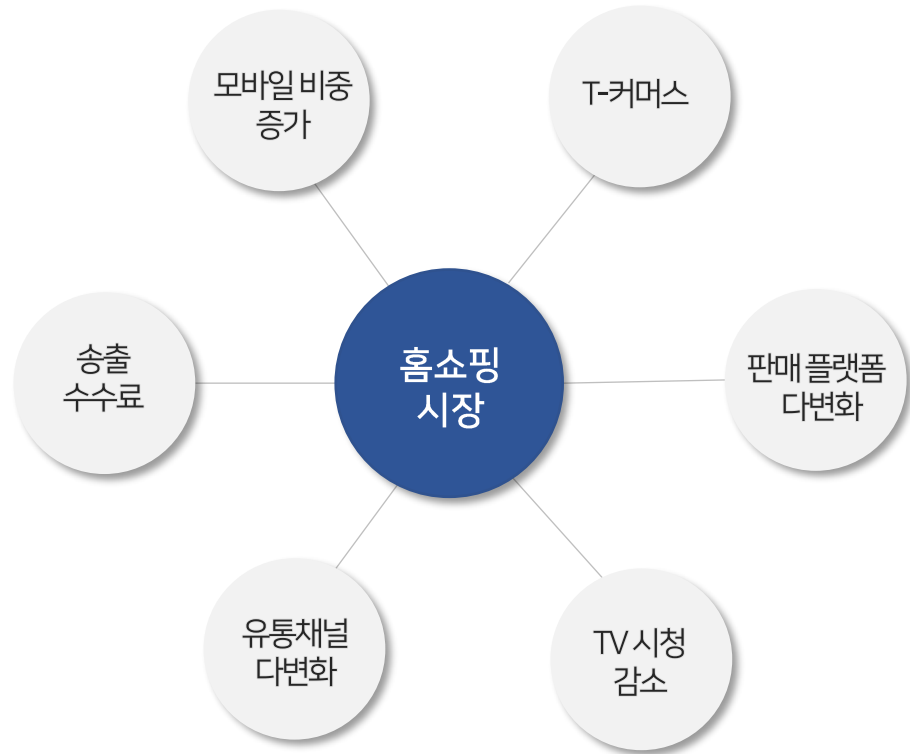 모바일 비중
증가
T-커머스
송출
수수료
홈쇼핑
시장
판매 플랫폼
다변화
유통채널
다변화
TV 시청
감소